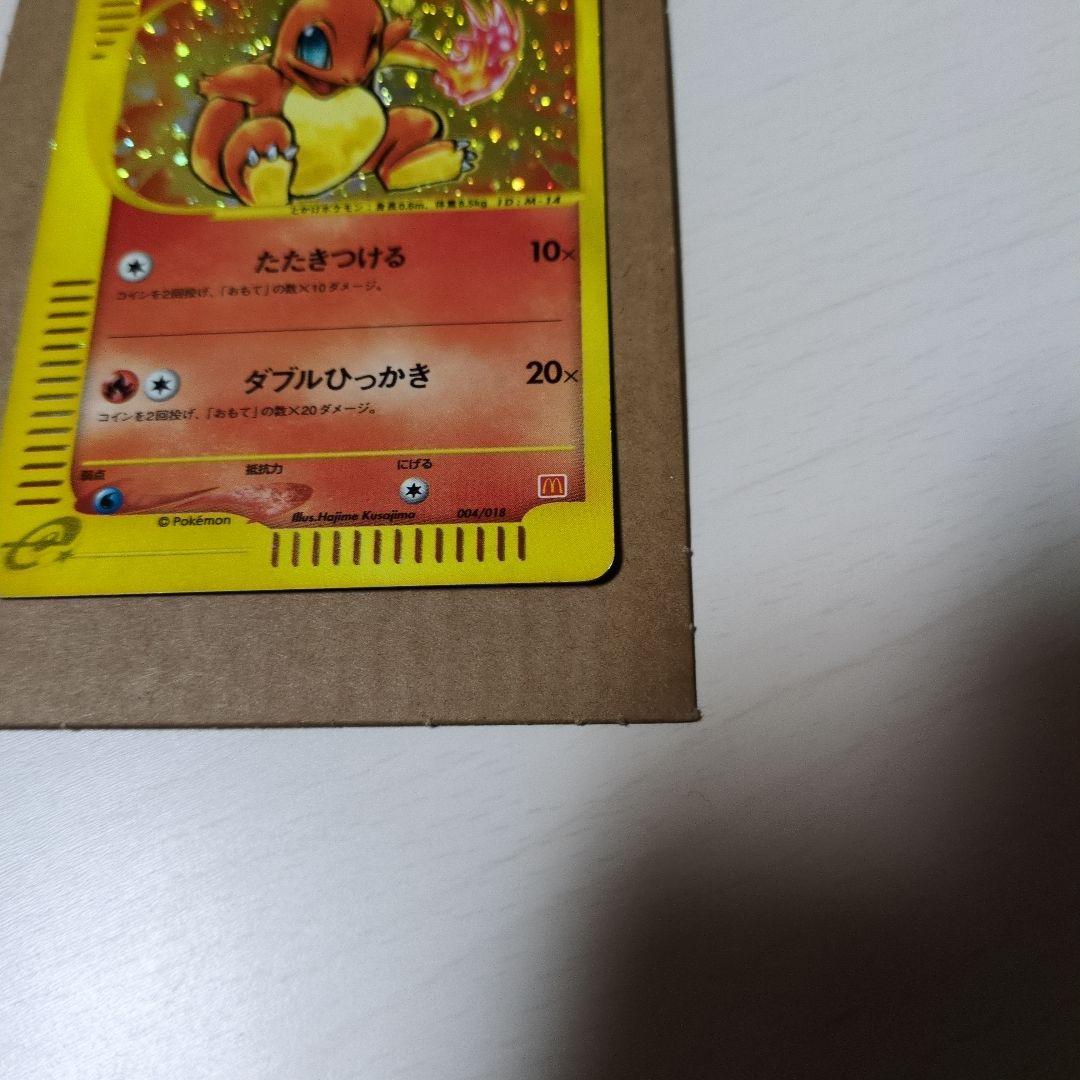 とかげポケモン：身長0.6m、体重8.5kg ID：M-14
たたきつける 10×
コインを2回投げ、「おもて」の数×10ダメージ。
ダブルひっかき 20×
コインを2回投げ、「おもて」の数×20ダメージ。
弱点 抵抗力 にげる
© Pokémon Illus.Hajime Kusajima 004/018
e